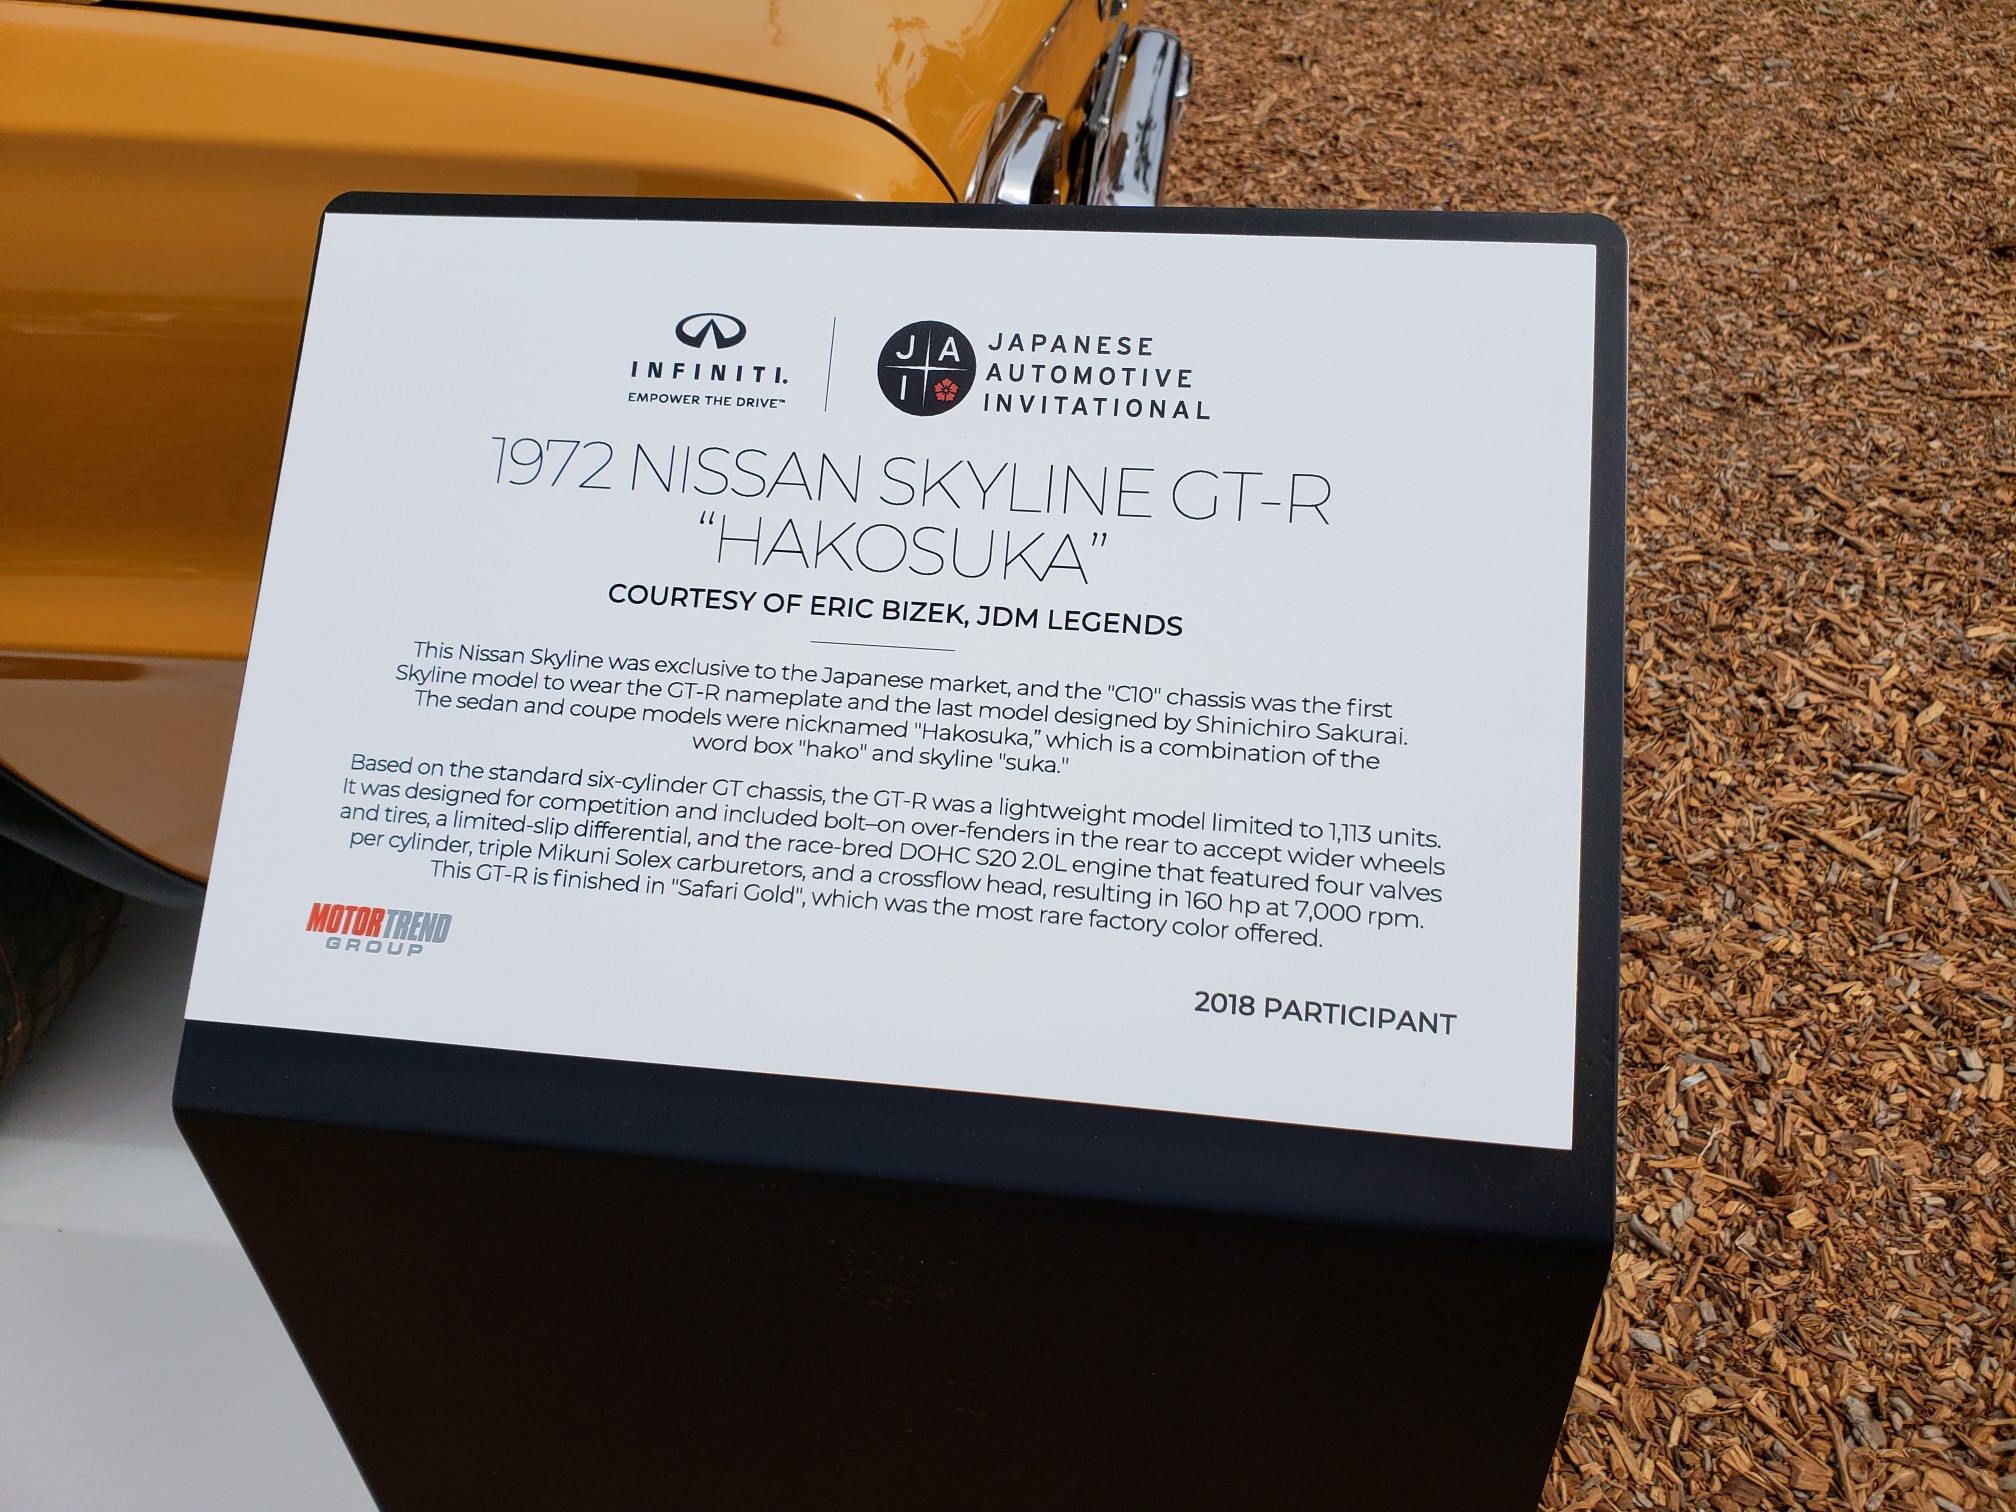 INFINITI.
EMPOWER THE DRIVE™
J A
I
JAPANESE
AUTOMOTIVE
INVITATIONAL
1972 NISSAN SKYLINE GT-R
“HAKOSUKA”
COURTESY OF ERIC BIZEK, JDM LEGENDS
This Nissan Skyline was exclusive to the Japanese market, and the "C10" chassis was the first
Skyline model to wear the GT-R nameplate and the last model designed by Shinichiro Sakurai.
The sedan and coupe models were nicknamed "Hakosuka,” which is a combination of the
word box "hako" and skyline "suka."
Based on the standard six-cylinder GT chassis, the GT-R was a lightweight model limited to 1,113 units.
It was designed for competition and included bolt–on over-fenders in the rear to accept wider wheels
and tires, a limited-slip differential, and the race-bred DOHC S20 2.0L engine that featured four valves
per cylinder, triple Mikuni Solex carburetors, and a crossflow head, resulting in 160 hp at 7,000 rpm.
This GT-R is finished in "Safari Gold", which was the most rare factory color offered.
MOTORTREND
GROUP
2018 PARTICIPANT